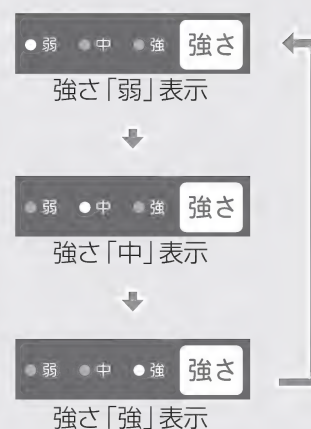 弱 中 強 強さ
強さ「弱」表示
弱 中 強 強さ
強さ「中」表示
弱 中 強 強さ
強さ「強」表示